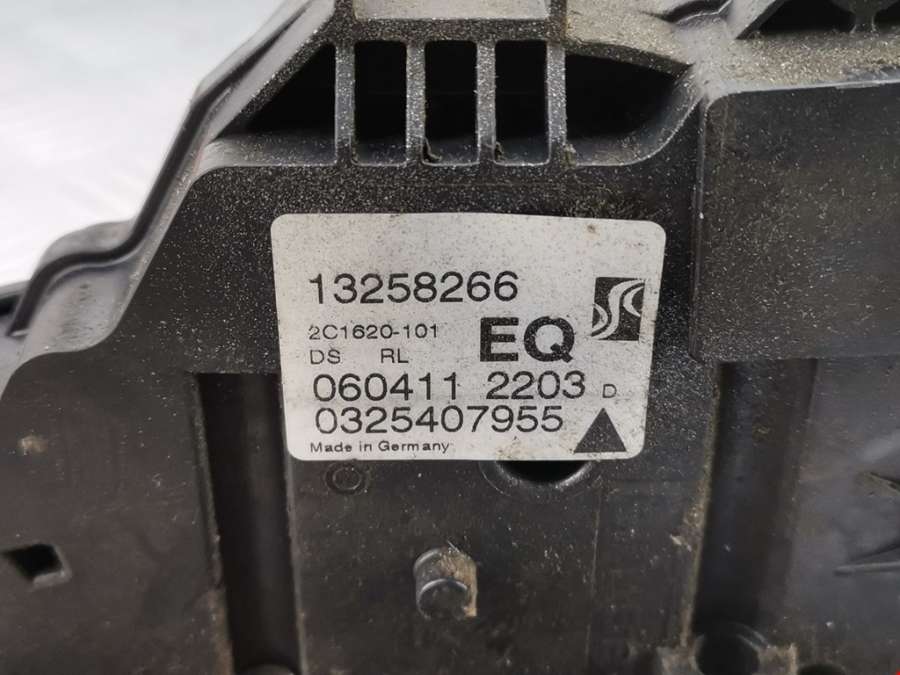 13258266
2C1620-101
EQ
DS RL
060411 2203 D
0325407955
Made in Germany